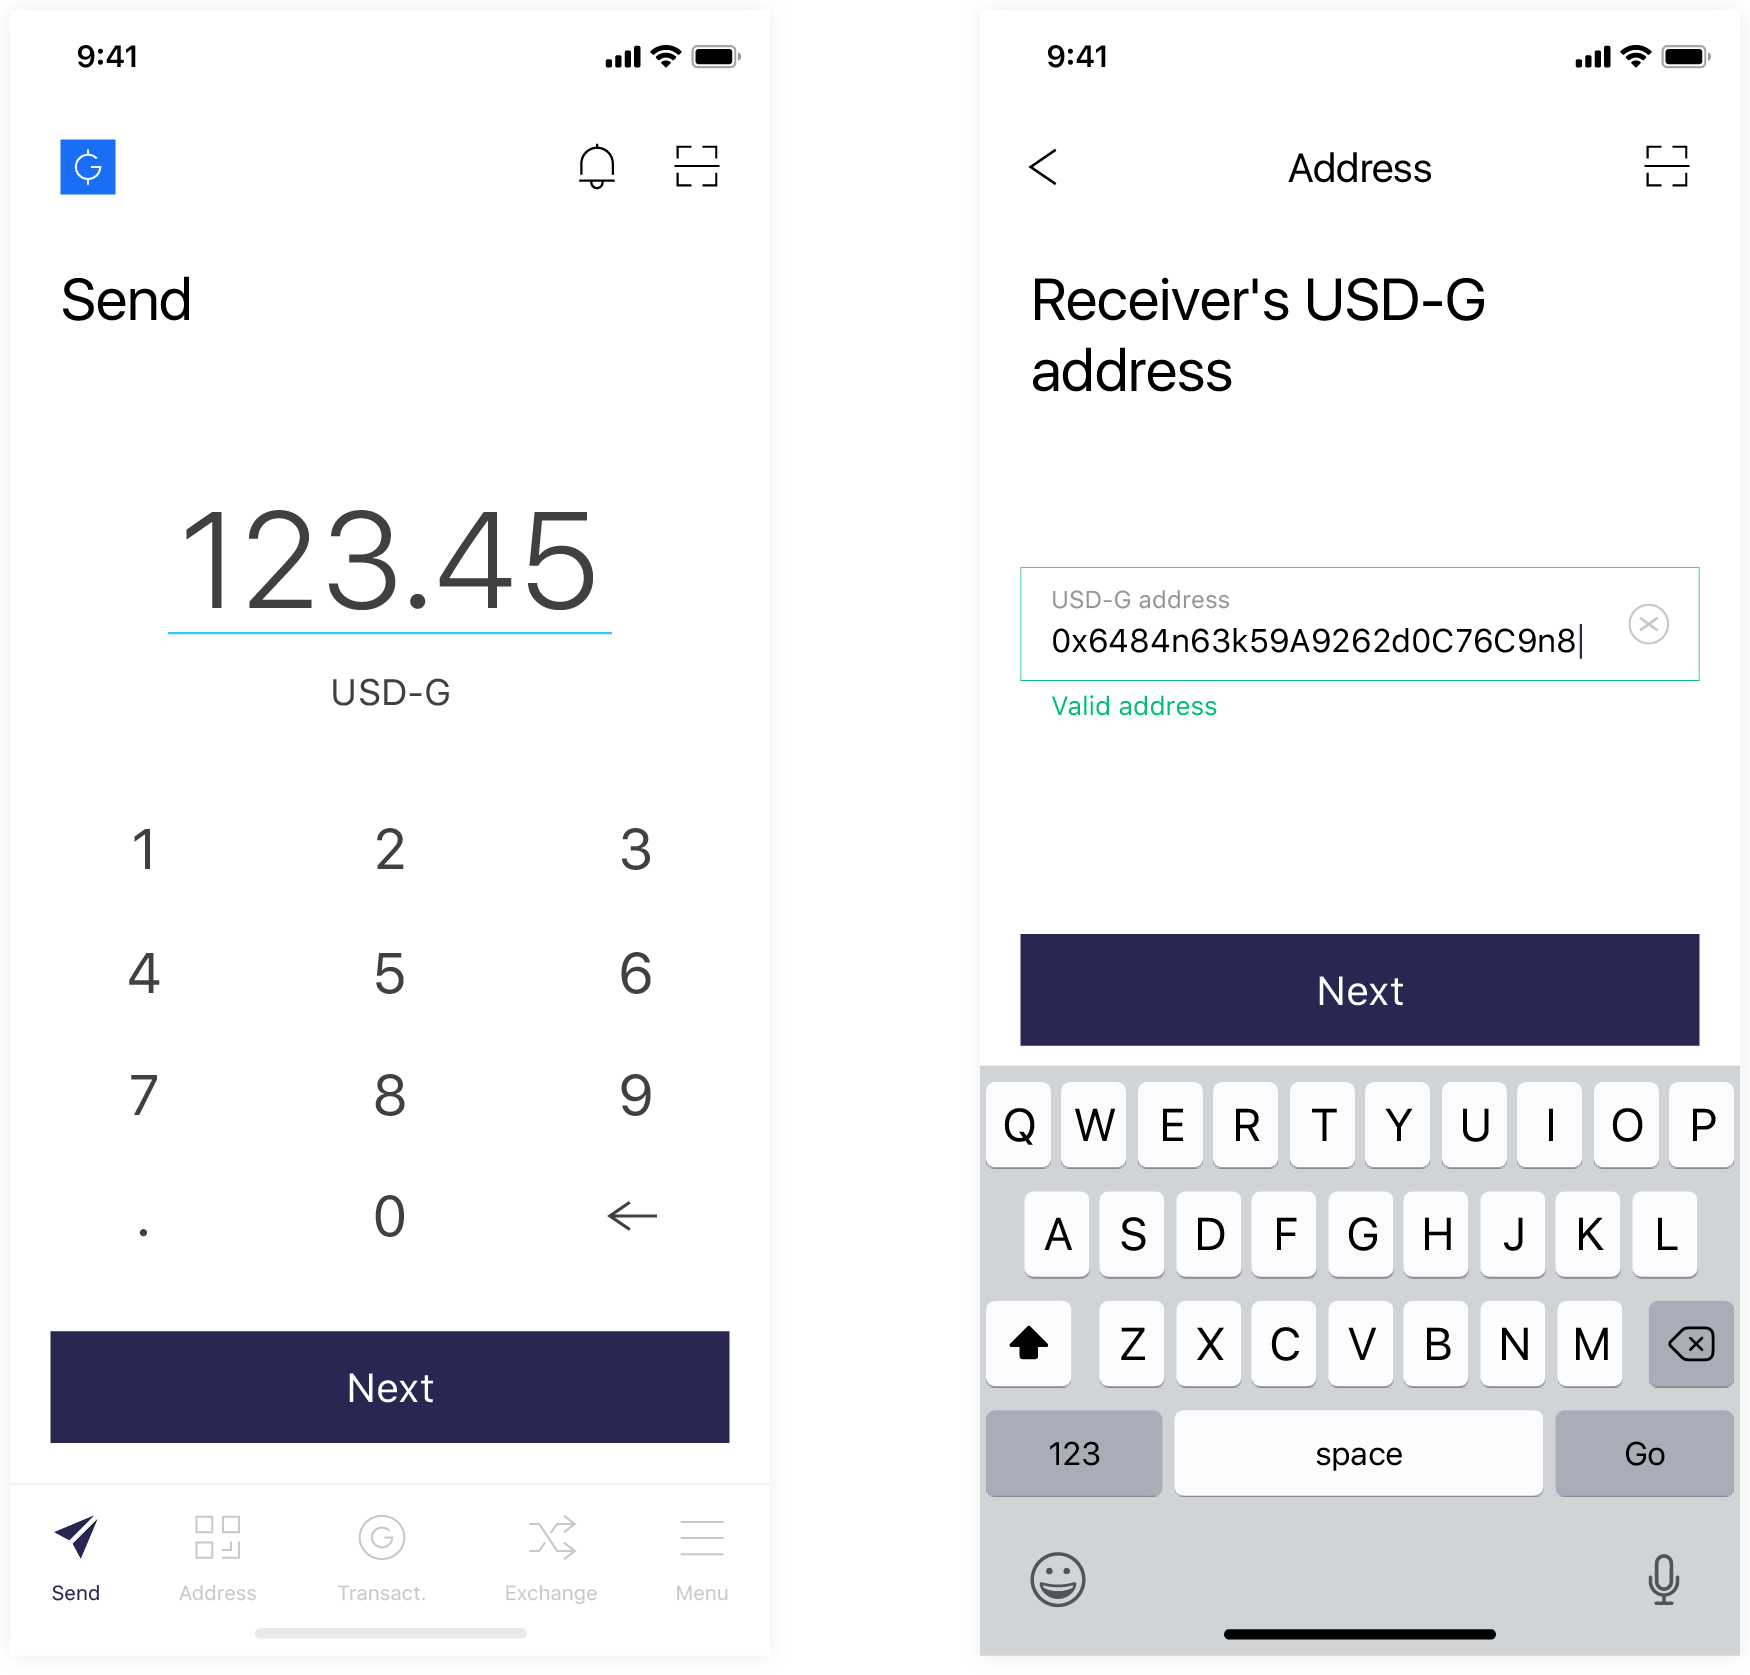 9:41
Send
123.45
USD-G
1 2 3
4 5 6
7 8 9
. 0
Next
Send Address Transact. Exchange Menu
9:41
Address
Receiver's USD-G
address
USD-G address
0x6484n63k59A9262d0C76C9n8
Valid address
Next
Q W E R T Y U I O P
A S D F G H J K L
Z X C V B N M
123 space Go